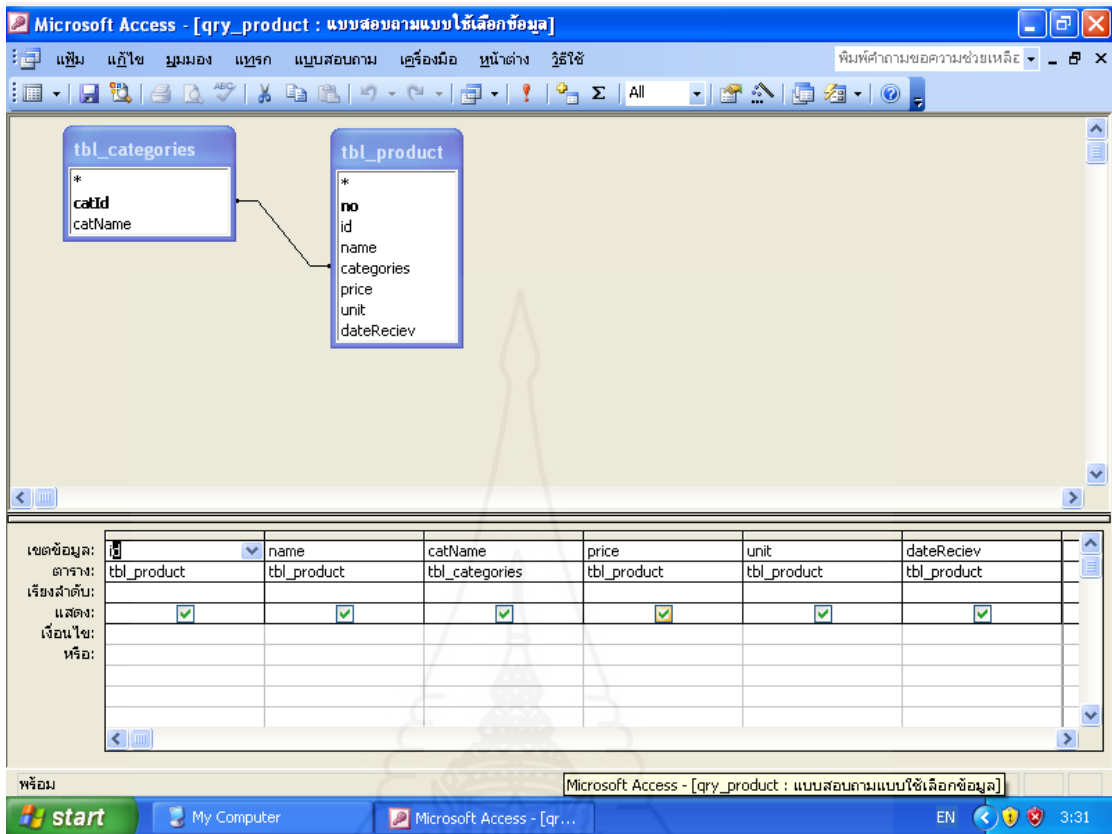 Microsoft Access - [qry_product : แบบสอบถามแบบใช้เลือกข้อมูล]
แฟ้ม แก้ไข มุมมอง แทรก แบบสอบถาม เครื่องมือ หน้าต่าง วิธีใช้ พิมพ์คำถามขอความช่วยเหลือ
All
tbl_categories
*
catId
catName
tbl_product
*
no
id
name
categories
price
unit
dateReciev
เขตข้อมูล: id name catName price unit dateReciev
ตาราง: tbl_product tbl_product tbl_categories tbl_product tbl_product tbl_product
เรียงลำดับ:
แสดง:
เงื่อนไข:
หรือ:
พร้อม
Microsoft Access - [qry_product : แบบสอบถามแบบใช้เลือกข้อมูล]
start My Computer Microsoft Access - [qr... EN 3:31